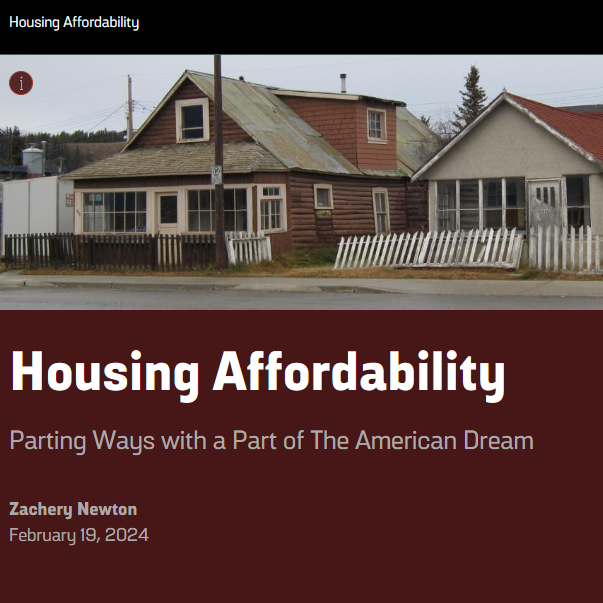 Housing Affordability
i
Housing Affordability
Parting Ways with a Part of The American Dream
Zachery Newton
February 19, 2024